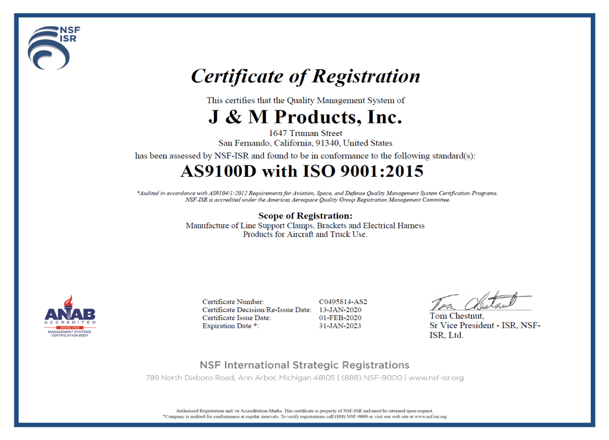 NSF
ISR
Certificate of Registration
This certifies that the Quality Management System of
J & M Products, Inc.
1647 Truman Street
San Fernando, California, 91340, United States
has been assessed by NSF-ISR and found to be in conformance to the following standard(s):
AS9100D with ISO 9001:2015
*Audited in accordance with AS9104/1:2012 Requirements for Aviation, Space, and Defense Quality Management System Certification Programs.
NSF-ISR is accredited under the Americas Aerospace Quality Group Registration Management Committee.
Scope of Registration:
Manufacture of Line Support Clamps, Brackets and Electrical Harness
Products for Aircraft and Truck Use.
ANAB
ACCREDITED
MANAGEMENT SYSTEMS
CERTIFICATION BODY
Certificate Number: C0495814-AS2
Certificate Decision/Re-Issue Date: 13-JAN-2020
Certificate Issue Date: 01-FEB-2020
Expiration Date *: 31-JAN-2023
Tom Chestnut
Tom Chestnut,
Sr Vice President - ISR, NSF-
ISR, Ltd.
NSF International Strategic Registrations
789 North Dixboro Road, Ann Arbor, Michigan 48105 | (888) NSF-9000 | www.nsf-isr.org
Authorized Registration and/or Accreditation Marks. This certificate is property of NSF-ISR and must be returned upon request.
*Company is audited for conformance at regular intervals. To verify registrations call (888) NSF-9000 or visit our web site at www.nsf-isr.org